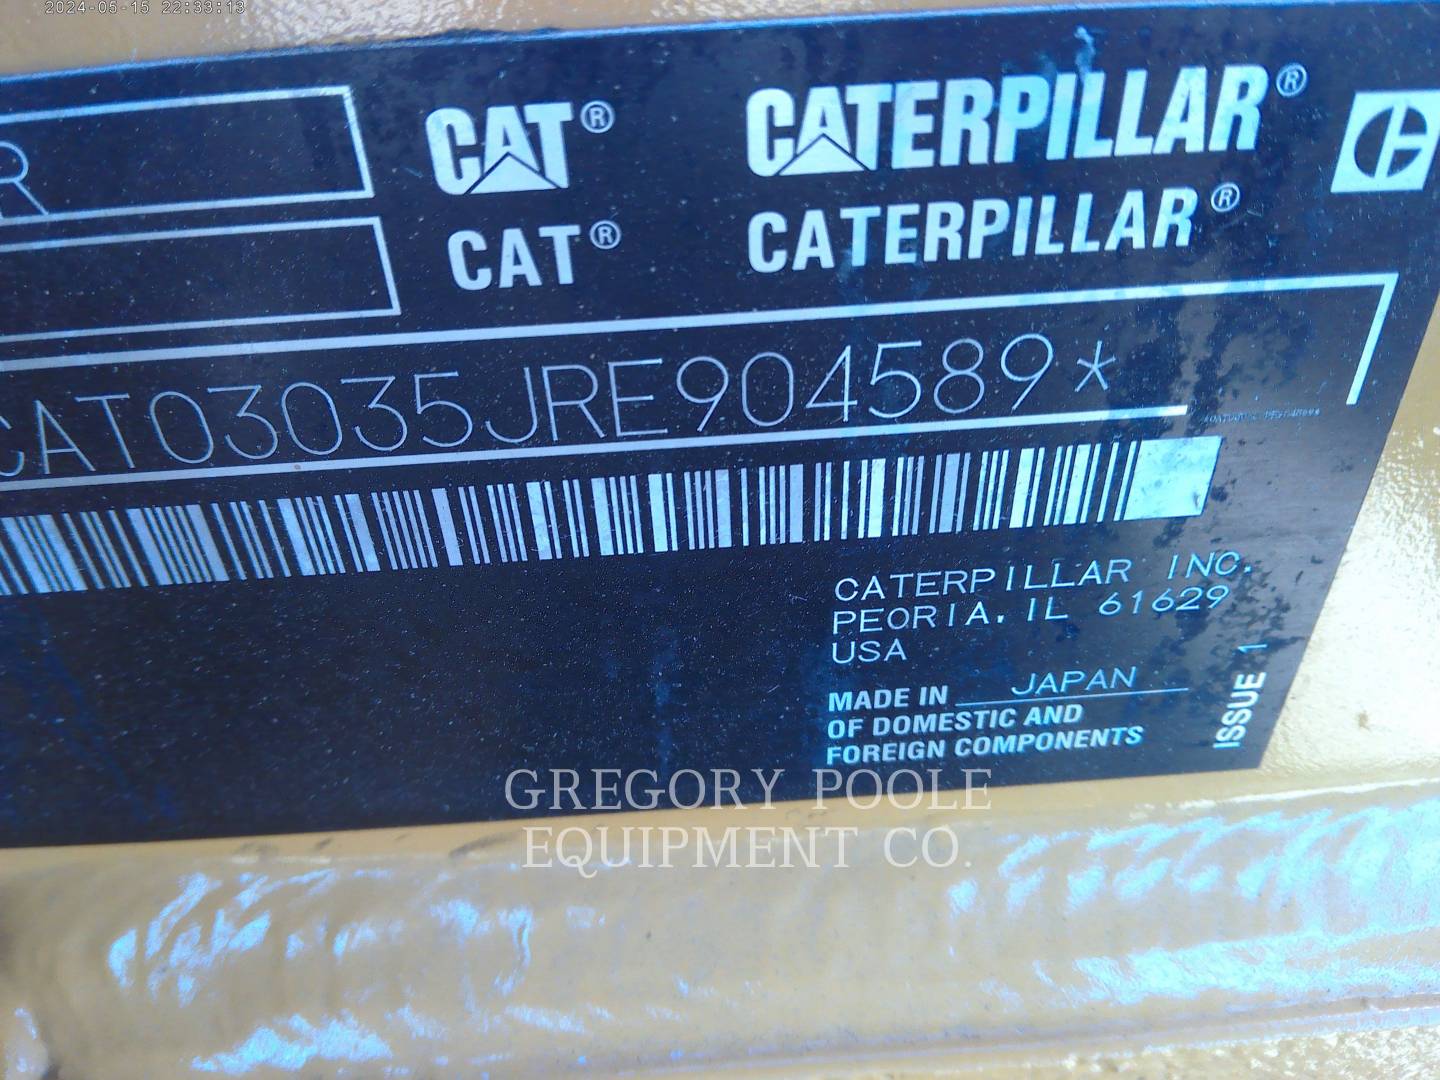 2024-05-15 22:33:13
R
CAT® CATERPILLAR®
CAT® CATERPILLAR®
CAT03035JRE904589*
CATERPILLAR INC.
PEORIA, IL 61629
USA
MADE IN JAPAN
OF DOMESTIC AND
FOREIGN COMPONENTS
ISSUE 1
GREGORY POOLE
EQUIPMENT CO.